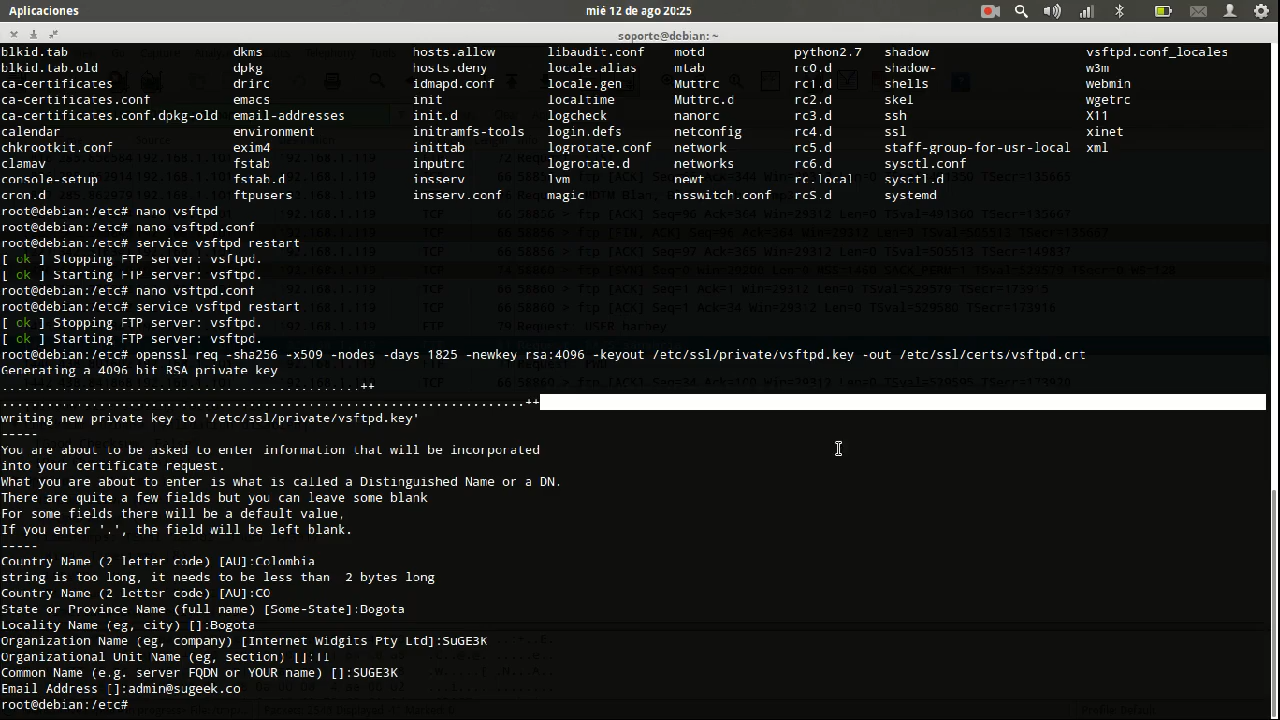 Aplicaciones mié 12 de ago 20:25
soporte@debian: ~
blkid.tab dkms hosts.allow libaudit.conf motd python2.7 shadow vsftpd.conf_locales
blkid.tab.old dpkg hosts.deny locale.alias mtab rc0.d shadow- w3m
ca-certificates drirc idmapd.conf locale.gen Muttrc rc1.d shells webmin
ca-certificates.conf emacs init localtime Muttrc.d rc2.d skel wgetrc
ca-certificates.conf.dpkg-old email-addresses init.d logcheck nanorc rc3.d ssh X11
calendar environment initramfs-tools login.defs netconfig rc4.d ssl xinet
chkrootkit.conf exim4 inittab logrotate.conf network rc5.d staff-group-for-usr-local xml
clamav fstab inputrc logrotate.d networks rc6.d sysctl.conf
console-setup fstab.d insserv lvm newt rc.local sysctl.d
cron.d ftpusers insserv.conf magic nsswitch.conf rcS.d systemd
root@debian:/etc# nano vsftpd
root@debian:/etc# nano vsftpd.conf
root@debian:/etc# service vsftpd restart
[ ok ] Stopping FTP server: vsftpd.
[ ok ] Starting FTP server: vsftpd.
root@debian:/etc# nano vsftpd.conf
root@debian:/etc# service vsftpd restart
[ ok ] Stopping FTP server: vsftpd.
[ ok ] Starting FTP server: vsftpd.
root@debian:/etc# openssl req -sha256 -x509 -nodes -days 1825 -newkey rsa:4096 -keyout /etc/ssl/private/vsftpd.key -out /etc/ssl/certs/vsftpd.crt
Generating a 4096 bit RSA private key
................................................++
......................................................................++
writing new private key to '/etc/ssl/private/vsftpd.key'
-----
You are about to be asked to enter information that will be incorporated
into your certificate request.
What you are about to enter is what is called a Distinguished Name or a DN.
There are quite a few fields but you can leave some blank
For some fields there will be a default value,
If you enter '.', the field will be left blank.
-----
Country Name (2 letter code) [AU]:Colombia
string is too long, it needs to be less than  2 bytes long
Country Name (2 letter code) [AU]:CO
State or Province Name (full name) [Some-State]:Bogota
Locality Name (eg, city) []:Bogota
Organization Name (eg, company) [Internet Widgits Pty Ltd]:SuGE3K
Organizational Unit Name (eg, section) []:TI
Common Name (e.g. server FQDN or YOUR name) []:SUGE3K
Email Address []:admin@sugeek.co
root@debian:/etc#